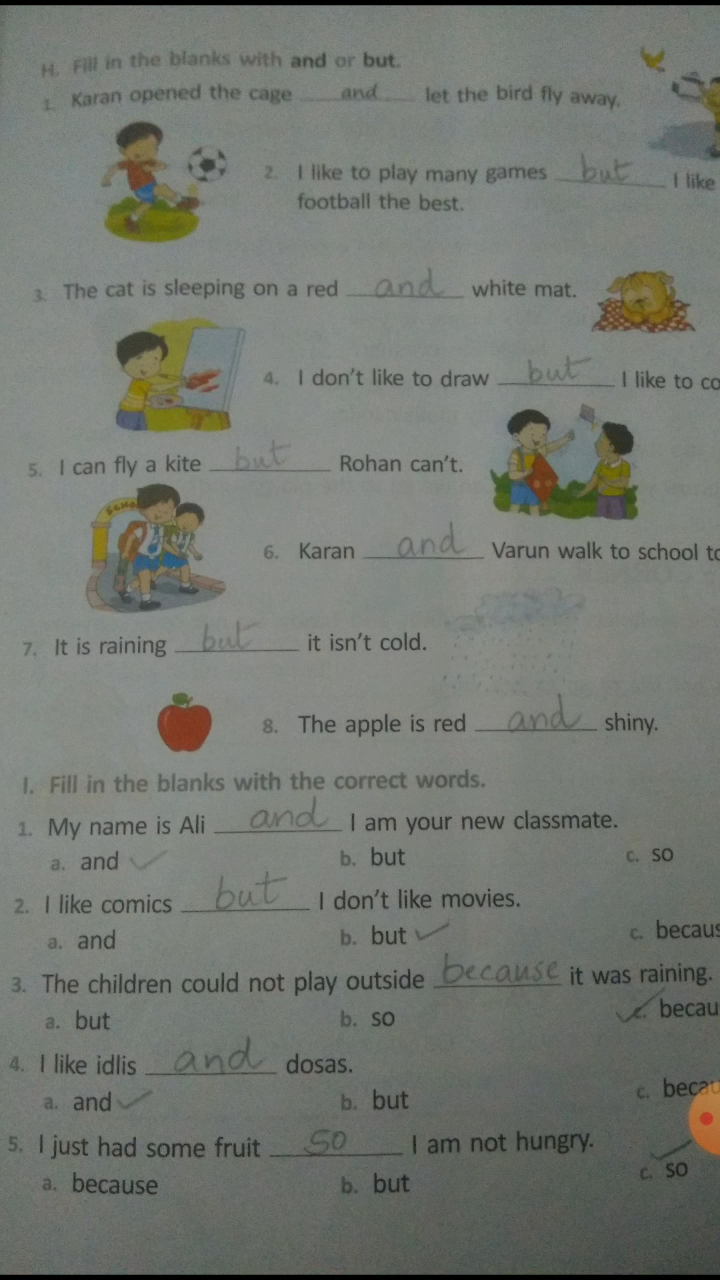 H. Fill in the blanks with and or but.
1. Karan opened the cage and let the bird fly away.
2. I like to play many games but I like
football the best.
3. The cat is sleeping on a red and white mat.
4. I don't like to draw but I like to co
5. I can fly a kite but Rohan can't.
SCHOOL
6. Karan and Varun walk to school to
7. It is raining but it isn't cold.
8. The apple is red and shiny.
I. Fill in the blanks with the correct words.
1. My name is Ali and I am your new classmate.
a. and ✓ b. but c. so
2. I like comics but I don't like movies.
a. and b. but ✓ c. becaus
3. The children could not play outside because it was raining.
a. but b. so ✓ c. becau
4. I like idlis and dosas.
a. and ✓ b. but c. becau
5. I just had some fruit so I am not hungry.
a. because b. but ✓ c. so